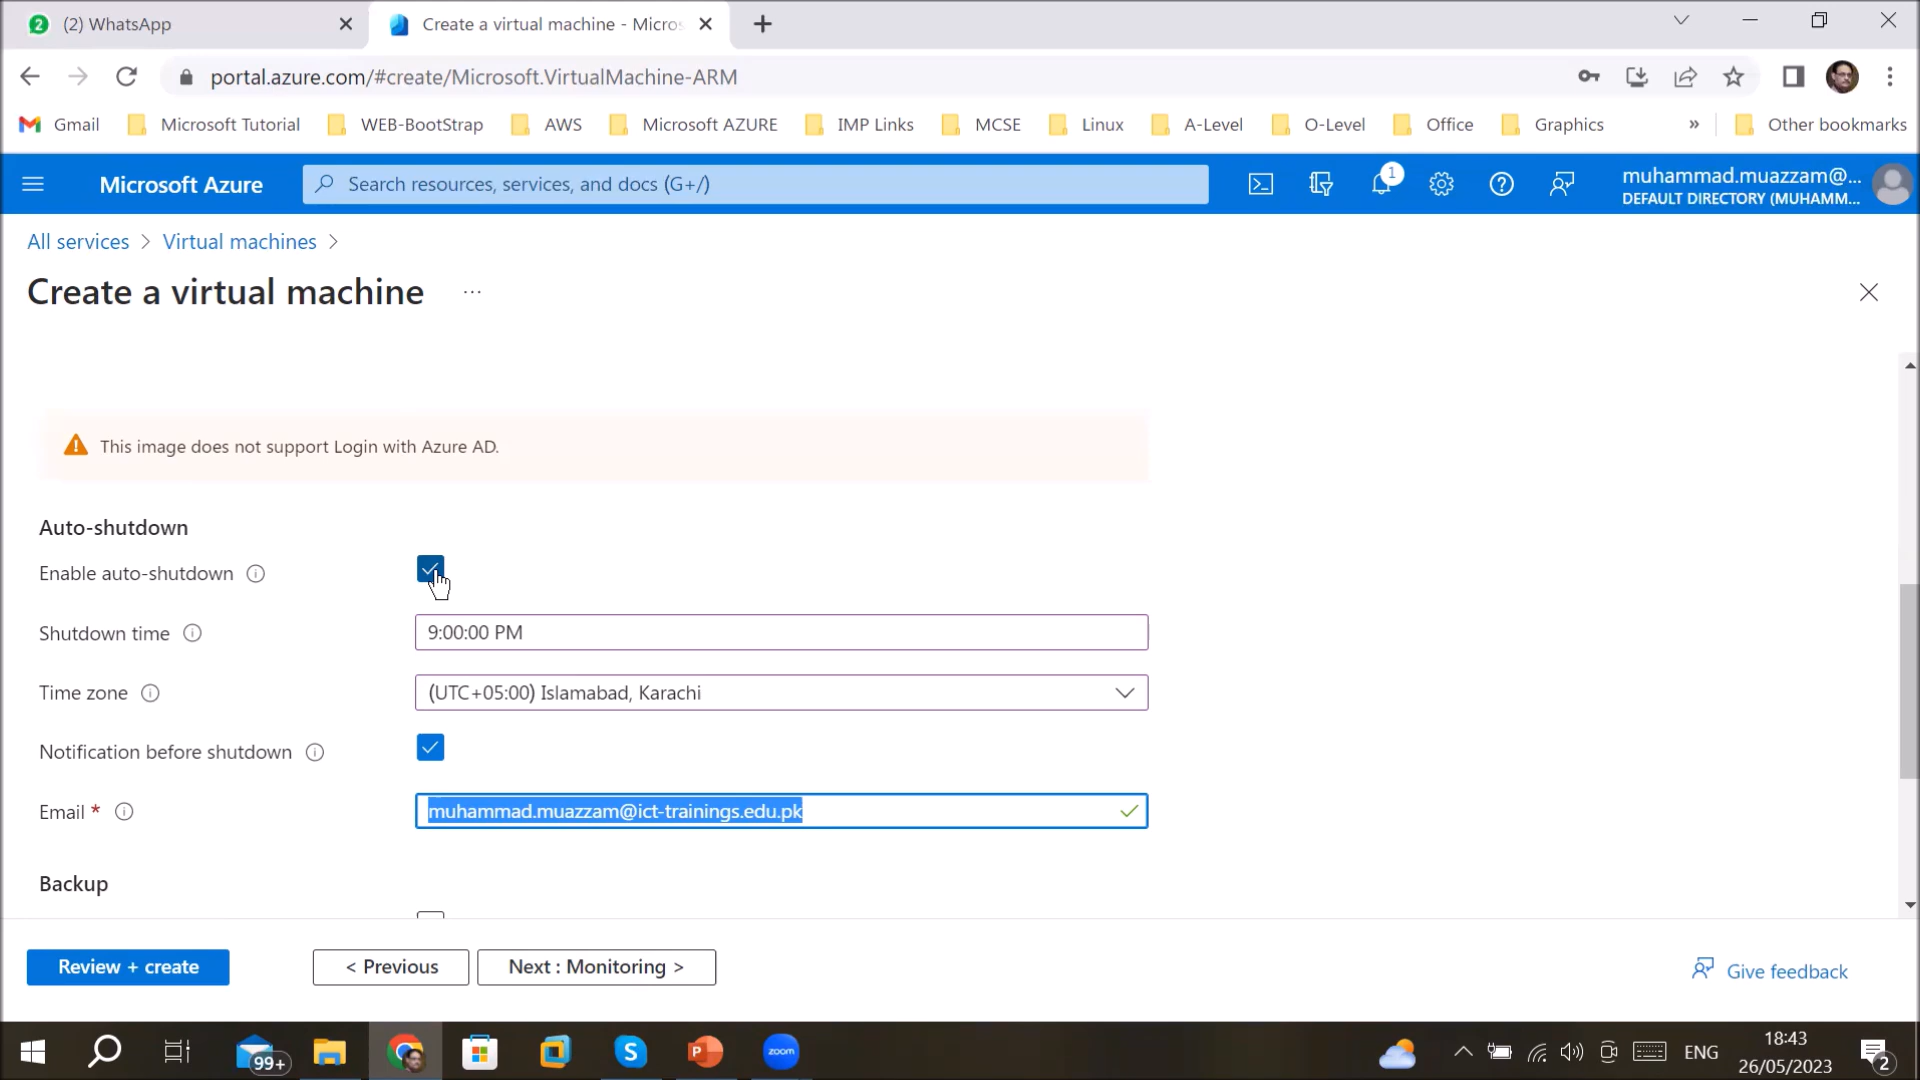 2
(2) WhatsApp
Create a virtual machine - Micros
portal.azure.com/#create/Microsoft.VirtualMachine-ARM
Gmail
Microsoft Tutorial
WEB-BootStrap
AWS
Microsoft AZURE
IMP Links
MCSE
Linux
A-Level
O-Level
Office
Graphics
»
Other bookmarks
Microsoft Azure
Search resources, services, and docs (G+/)
1
muhammad.muazzam@...
DEFAULT DIRECTORY (MUHAMM...
All services > Virtual machines >
Create a virtual machine ...
This image does not support Login with Azure AD.
Auto-shutdown
Enable auto-shutdown
Shutdown time
9:00:00 PM
Time zone
(UTC+05:00) Islamabad, Karachi
Notification before shutdown
Email *
muhammad.muazzam@ict-trainings.edu.pk
Backup
Review + create
< Previous
Next : Monitoring >
Give feedback
99+
S
P
zoom
ENG
18:43
26/05/2023
2